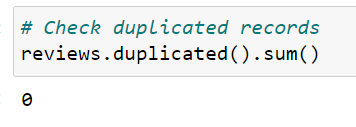 # Check duplicated records
reviews.duplicated().sum()
0